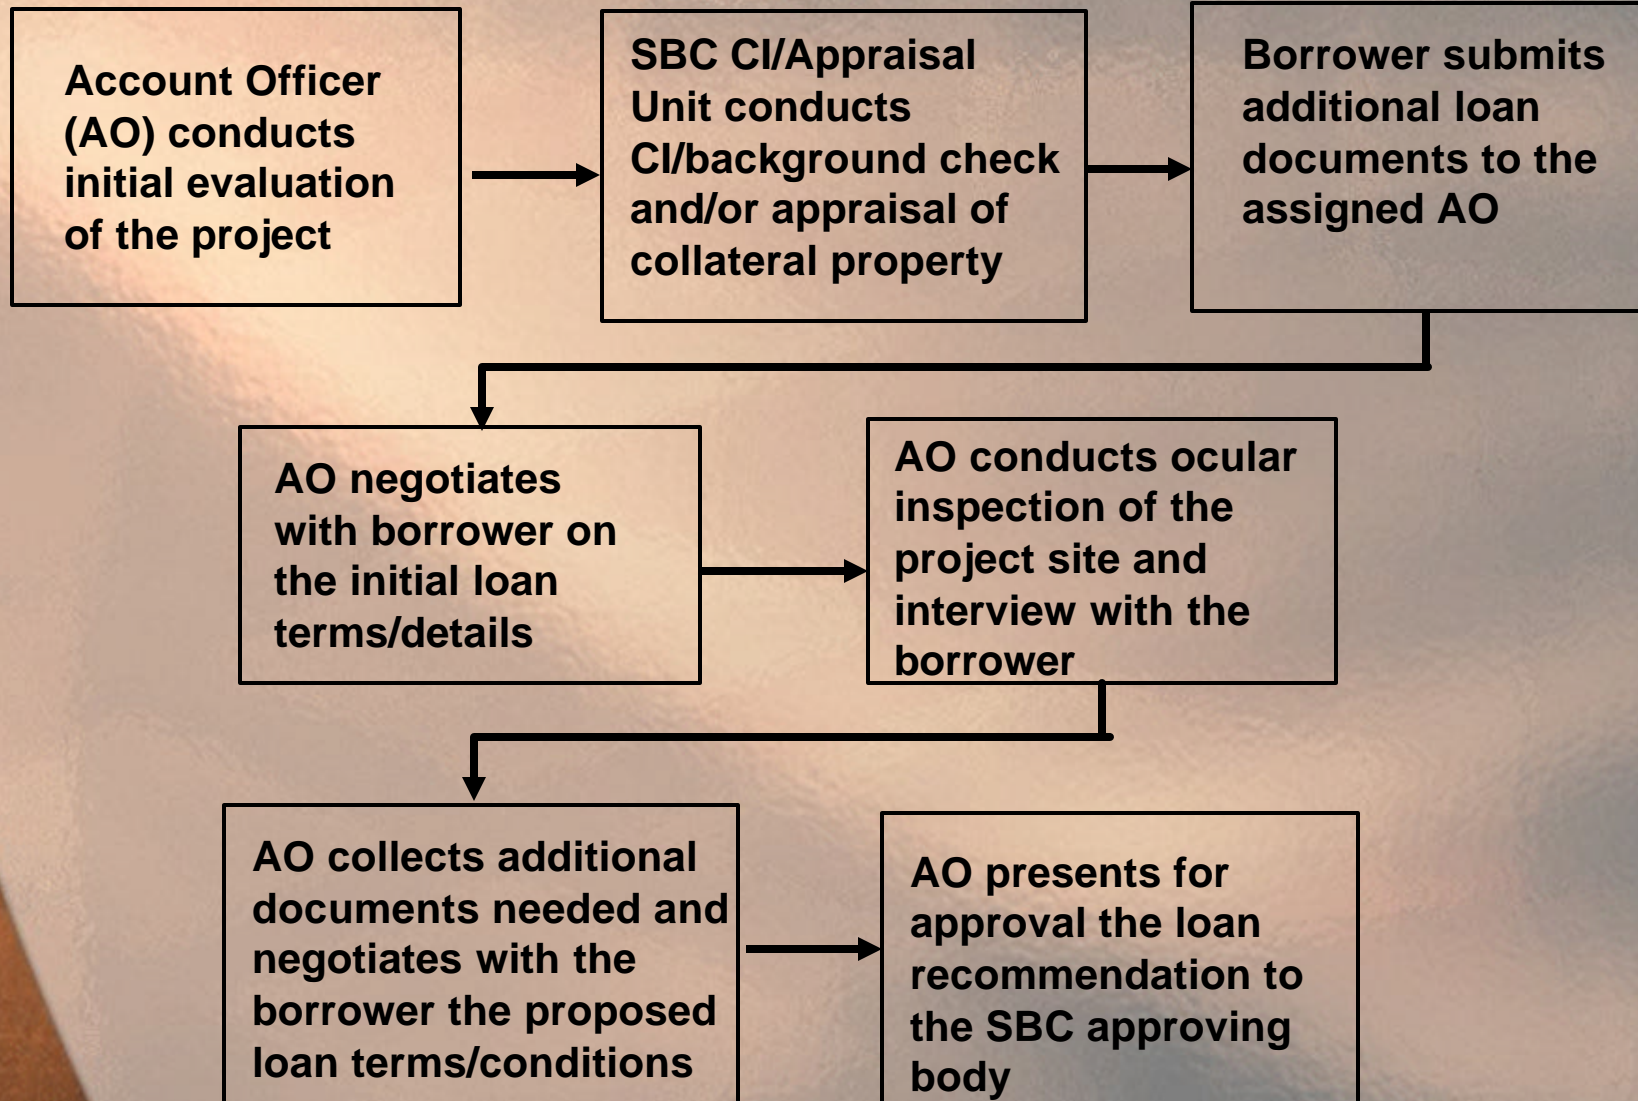 Account Officer
(AO) conducts
initial evaluation
of the project
SBC CI/Appraisal
Unit conducts
CI/background check
and/or appraisal of
collateral property
Borrower submits
additional loan
documents to the
assigned AO
AO negotiates
with borrower on
the initial loan
terms/details
AO conducts ocular
inspection of the
project site and
interview with the
borrower
AO collects additional
documents needed and
negotiates with the
borrower the proposed
loan terms/conditions
AO presents for
approval the loan
recommendation to
the SBC approving
body